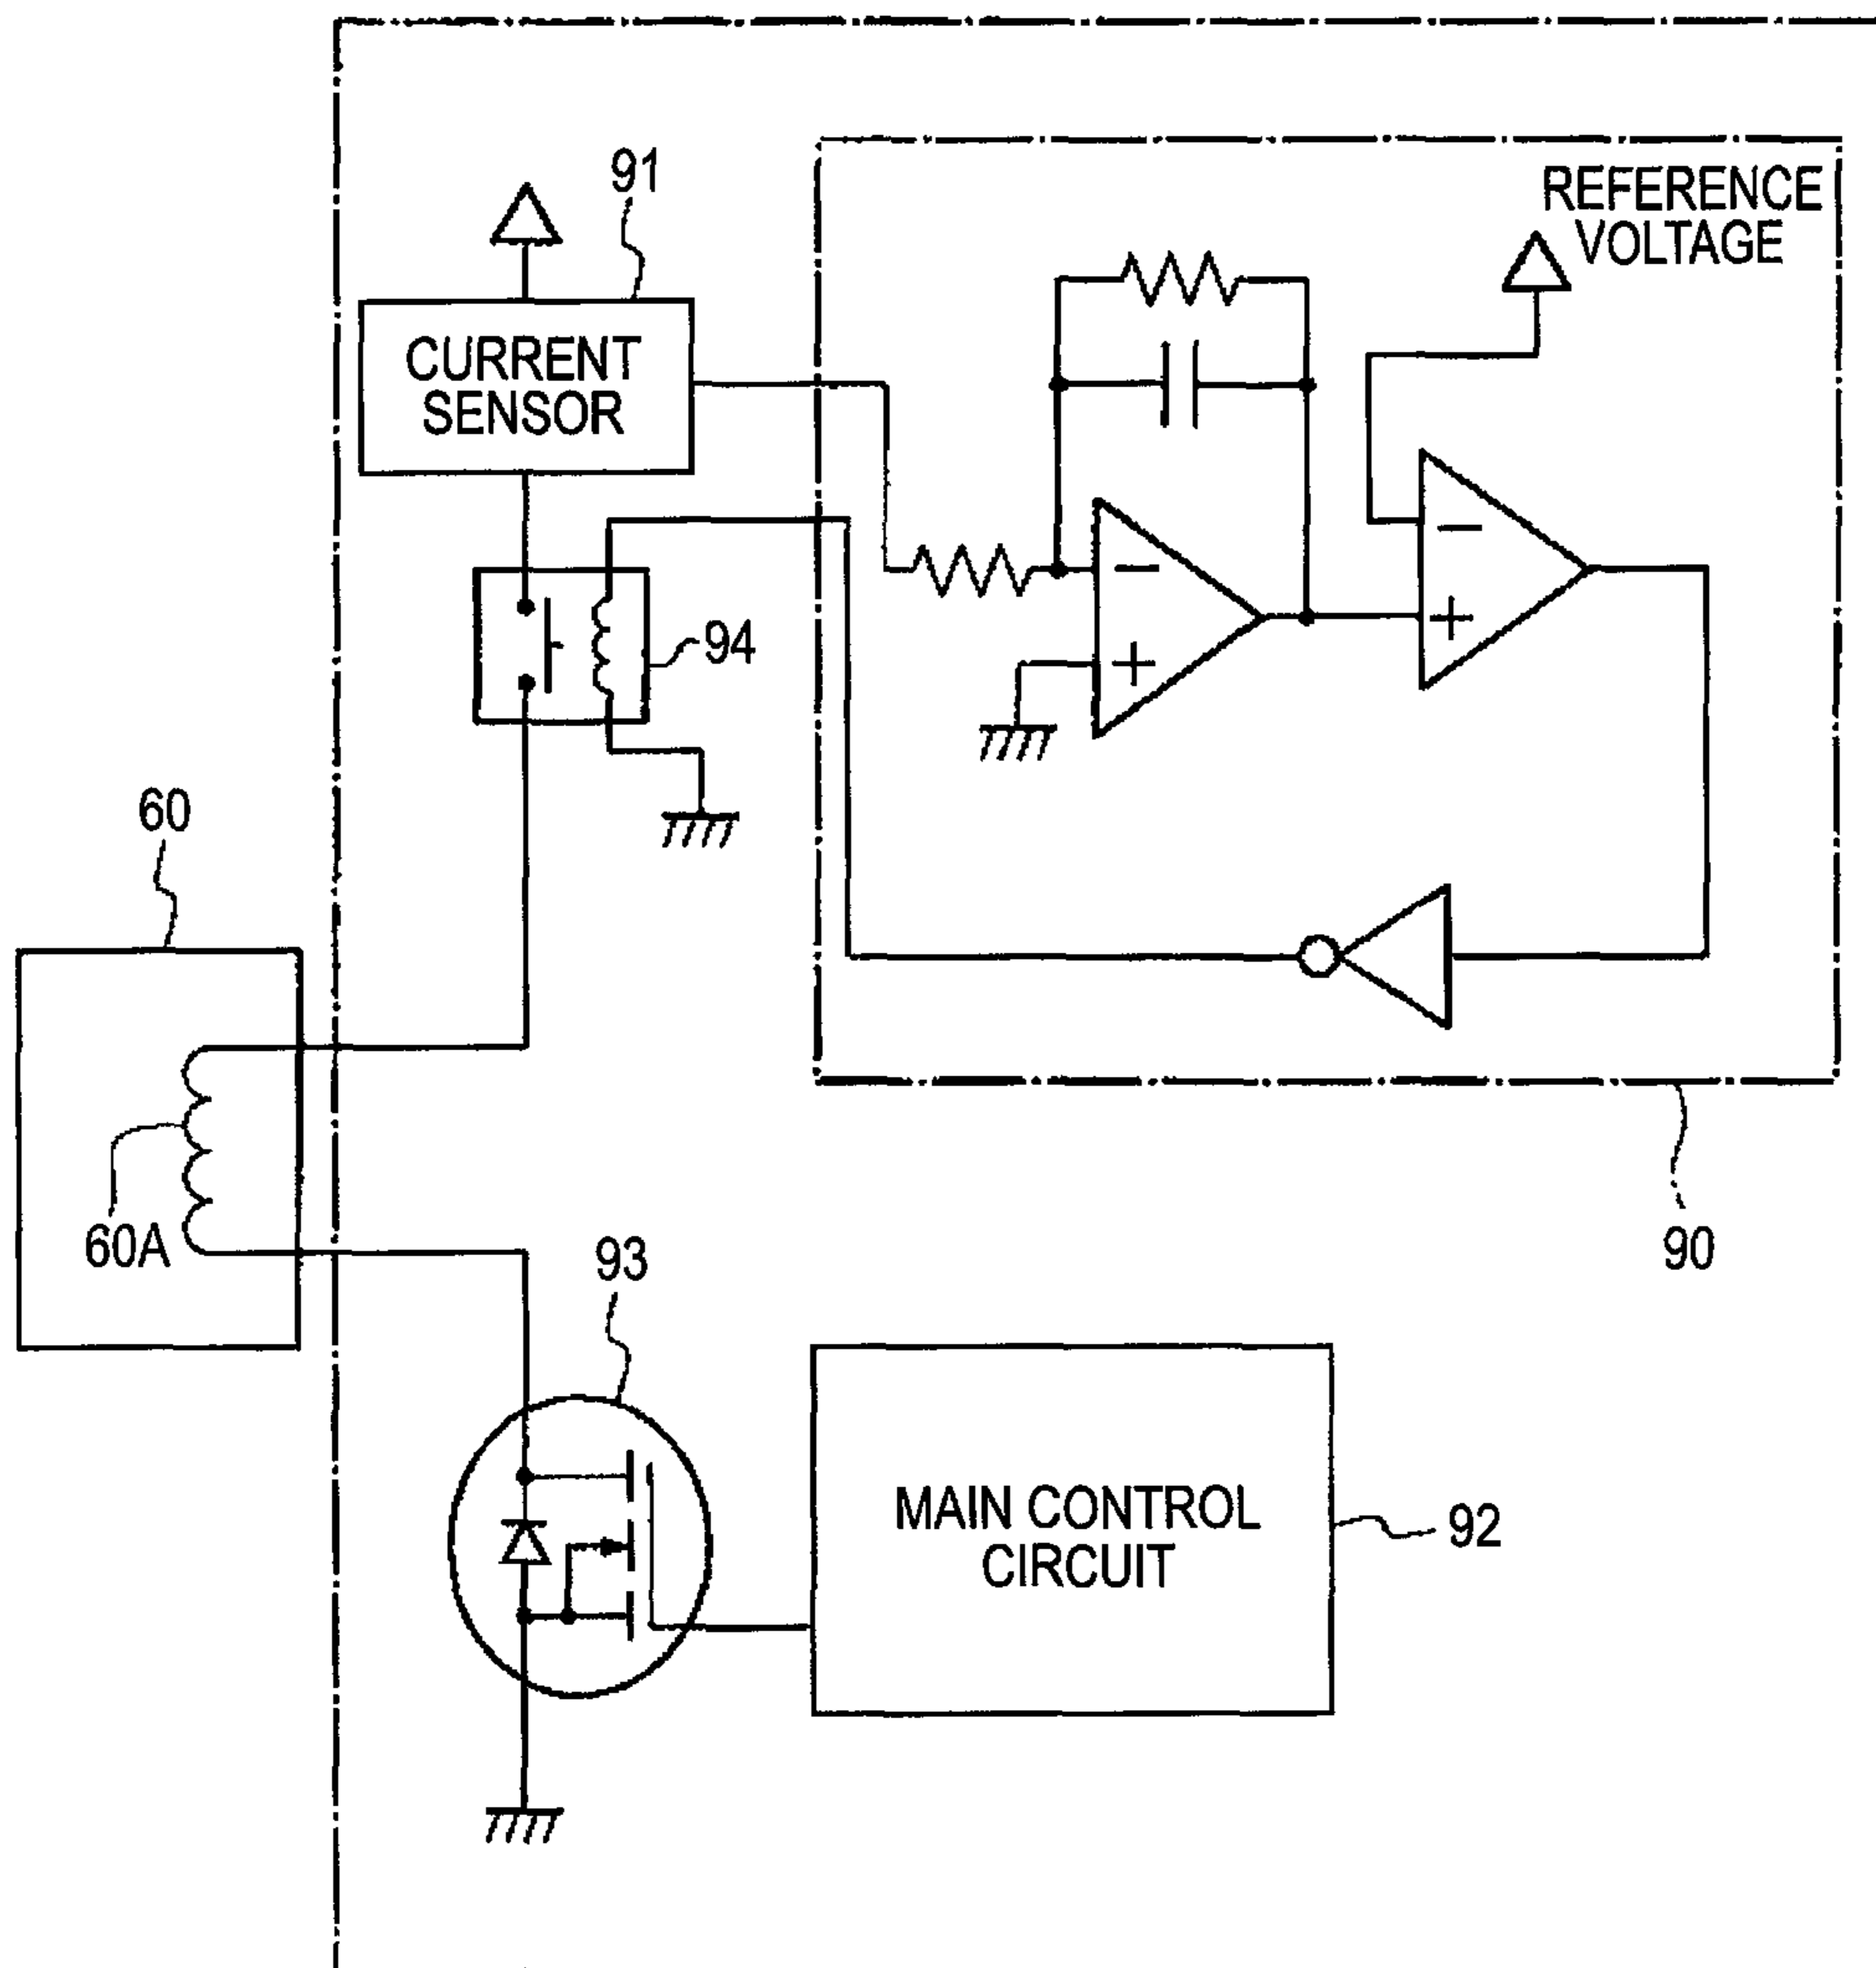 91
REFERENCE
VOLTAGE
CURRENT
SENSOR
−
−
+
+
94
60
60A
93
90
MAIN CONTROL
CIRCUIT
92